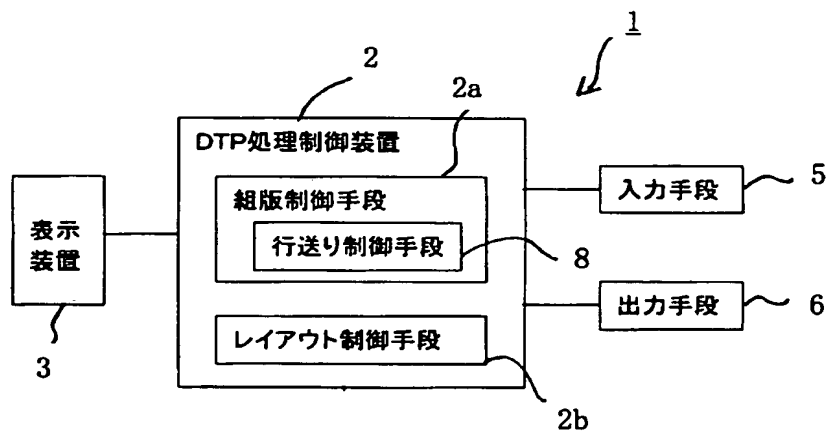 1
2
2a
DTP処理制御装置
組版制御手段
行送り制御手段
8
レイアウト制御手段
2b
表示
装置
3
入力手段
5
出力手段
6